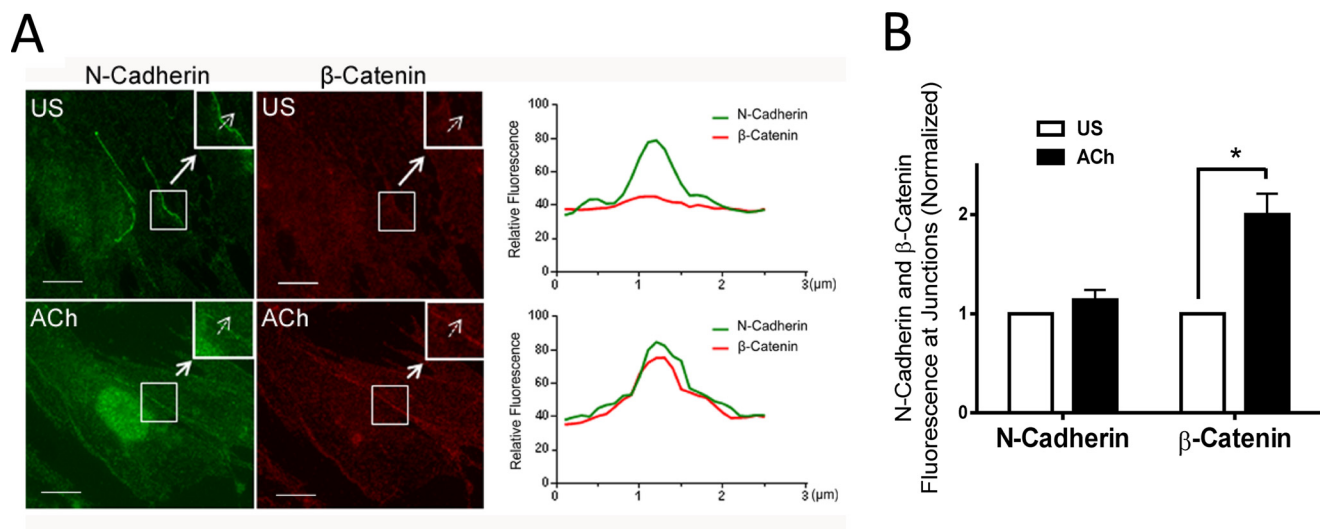 A
N-Cadherin
β-Catenin
US
US
ACh
ACh
Relative Fluorescence
100
80
60
40
20
0
0
1
2
3(μm)
N-Cadherin
β-Catenin
Relative Fluorescence
100
80
60
40
20
0
0
1
2
3(μm)
N-Cadherin
β-Catenin
B
N-Cadherin and β-Catenin
Fluorescence at Junctions (Normalized)
US
ACh
*
2
1
0
N-Cadherin
β-Catenin